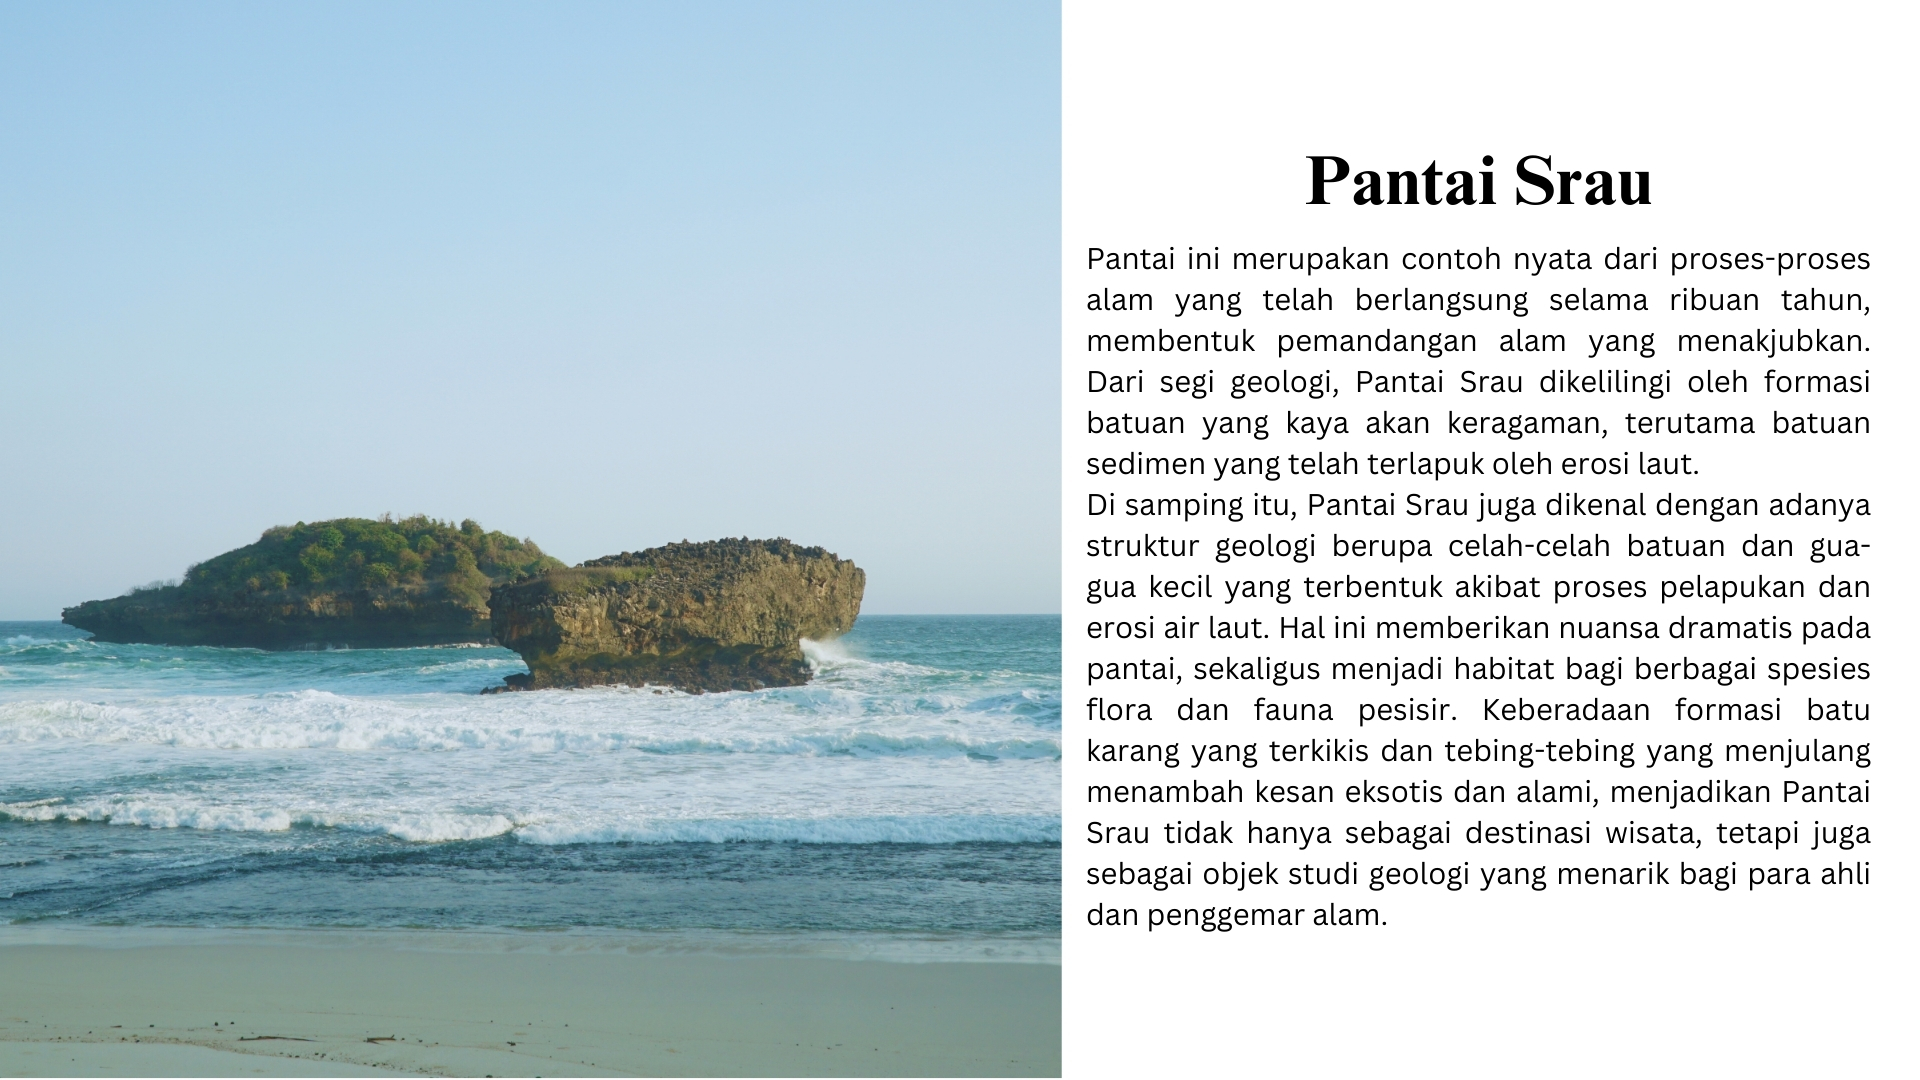 Pantai Srau
Pantai ini merupakan contoh nyata dari proses-proses
alam yang telah berlangsung selama ribuan tahun,
membentuk pemandangan alam yang menakjubkan.
Dari segi geologi, Pantai Srau dikelilingi oleh formasi
batuan yang kaya akan keragaman, terutama batuan
sedimen yang telah terlapuk oleh erosi laut.
Di samping itu, Pantai Srau juga dikenal dengan adanya
struktur geologi berupa celah-celah batuan dan gua-
gua kecil yang terbentuk akibat proses pelapukan dan
erosi air laut. Hal ini memberikan nuansa dramatis pada
pantai, sekaligus menjadi habitat bagi berbagai spesies
flora dan fauna pesisir. Keberadaan formasi batu
karang yang terkikis dan tebing-tebing yang menjulang
menambah kesan eksotis dan alami, menjadikan Pantai
Srau tidak hanya sebagai destinasi wisata, tetapi juga
sebagai objek studi geologi yang menarik bagi para ahli
dan penggemar alam.